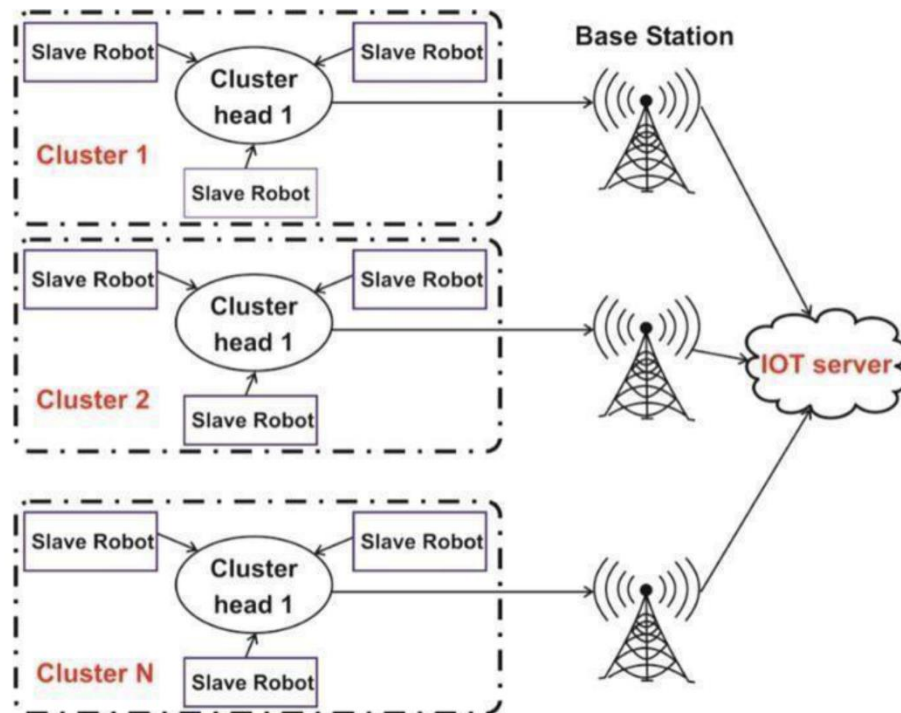 Slave Robot
Slave Robot
Base Station
Cluster
head 1
Cluster 1
Slave Robot
Slave Robot
Slave Robot
Cluster
head 1
IOT server
Cluster 2
Slave Robot
Slave Robot
Slave Robot
Cluster
head 1
Cluster N
Slave Robot